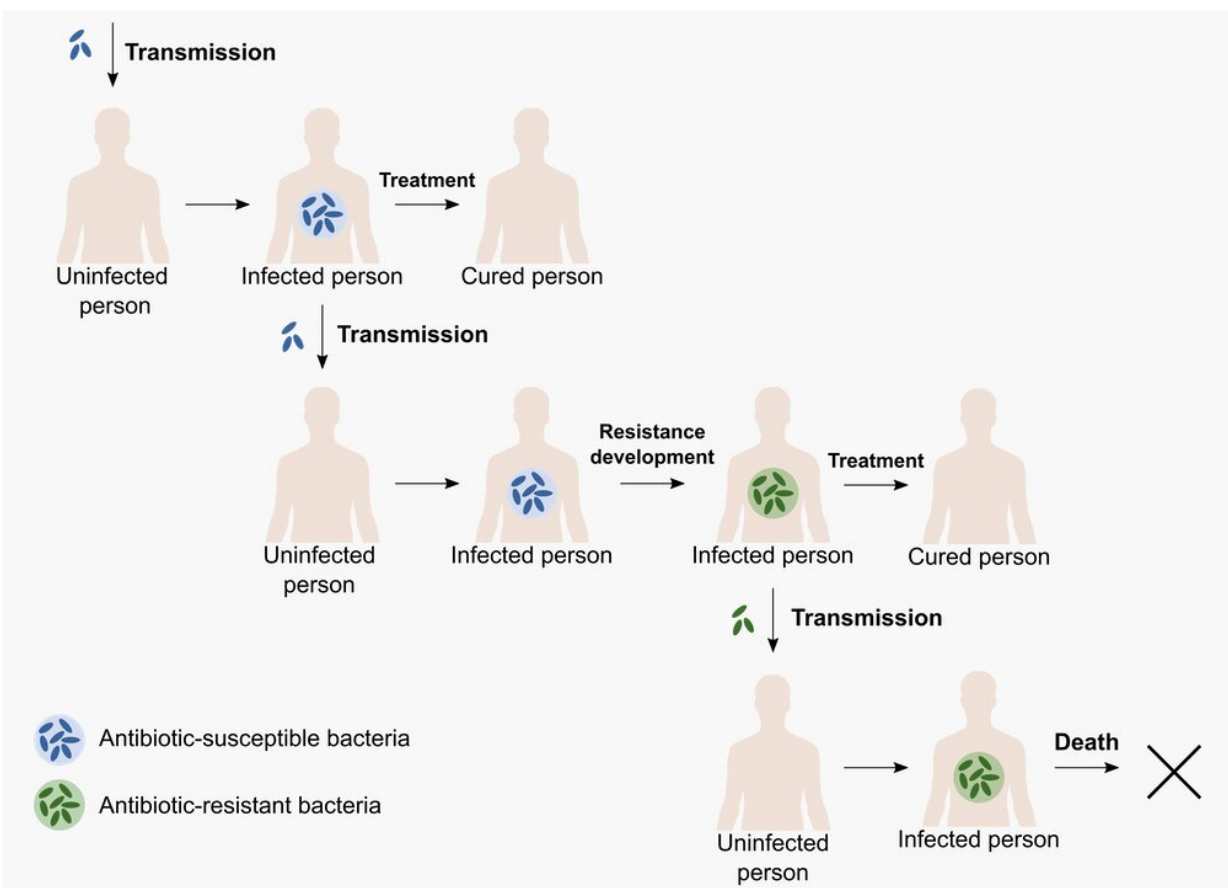 Transmission
Treatment
Uninfected
person
Infected person
Cured person
Transmission
Resistance
development
Treatment
Uninfected
person
Infected person
Infected person
Cured person
Transmission
Death
Uninfected
person
Infected person
Antibiotic-susceptible bacteria
Antibiotic-resistant bacteria